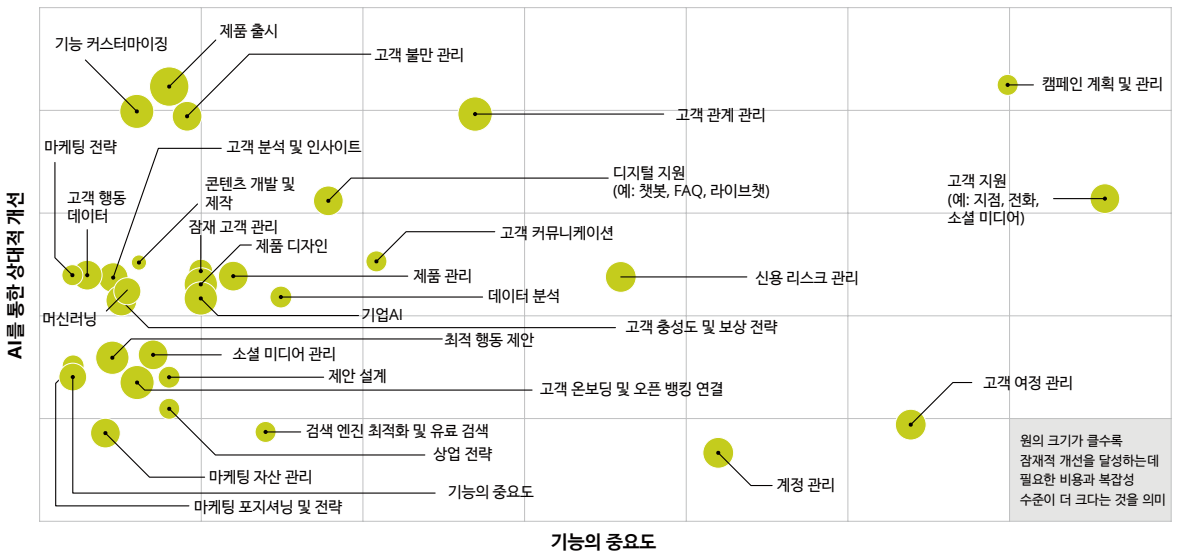 제품 출시
기능 커스터마이징
고객 불만 관리
캠페인 계획 및 관리
고객 관계 관리
마케팅 전략
고객 분석 및 인사이트
디지털 지원
(예: 챗봇, FAQ, 라이브챗)
고객 지원
(예: 지점, 전화,
소셜 미디어)
고객 행동
데이터
콘텐츠 개발 및
제작
잠재 고객 관리
제품 디자인
고객 커뮤니케이션
제품 관리
신용 리스크 관리
데이터 분석
머신러닝
기업AI
고객 충성도 및 보상 전략
최적 행동 제안
소셜 미디어 관리
제안 설계
고객 온보딩 및 오픈 뱅킹 연결
고객 여정 관리
검색 엔진 최적화 및 유료 검색
상업 전략
마케팅 자산 관리
계정 관리
기능의 중요도
마케팅 포지셔닝 및 전략
원의 크기가 클수록
잠재적 개선을 달성하는데
필요한 비용과 복잡성
수준이 더 크다는 것을 의미
AI를 통한 상대적 개선
기능의 중요도